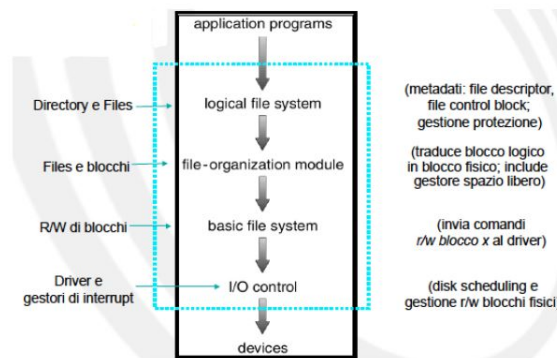 application programs
Directory e Files
logical file system
(metadati: file descriptor,
file control block;
gestione protezione)
Files e blocchi
file-organization module
(traduce blocco logico
in blocco fisico; include
gestore spazio libero)
R/W di blocchi
basic file system
(invia comandi
r/w blocco x al driver)
Driver e
gestori di interrupt
I/O control
(disk scheduling e
gestione r/w blocchi fisici
devices